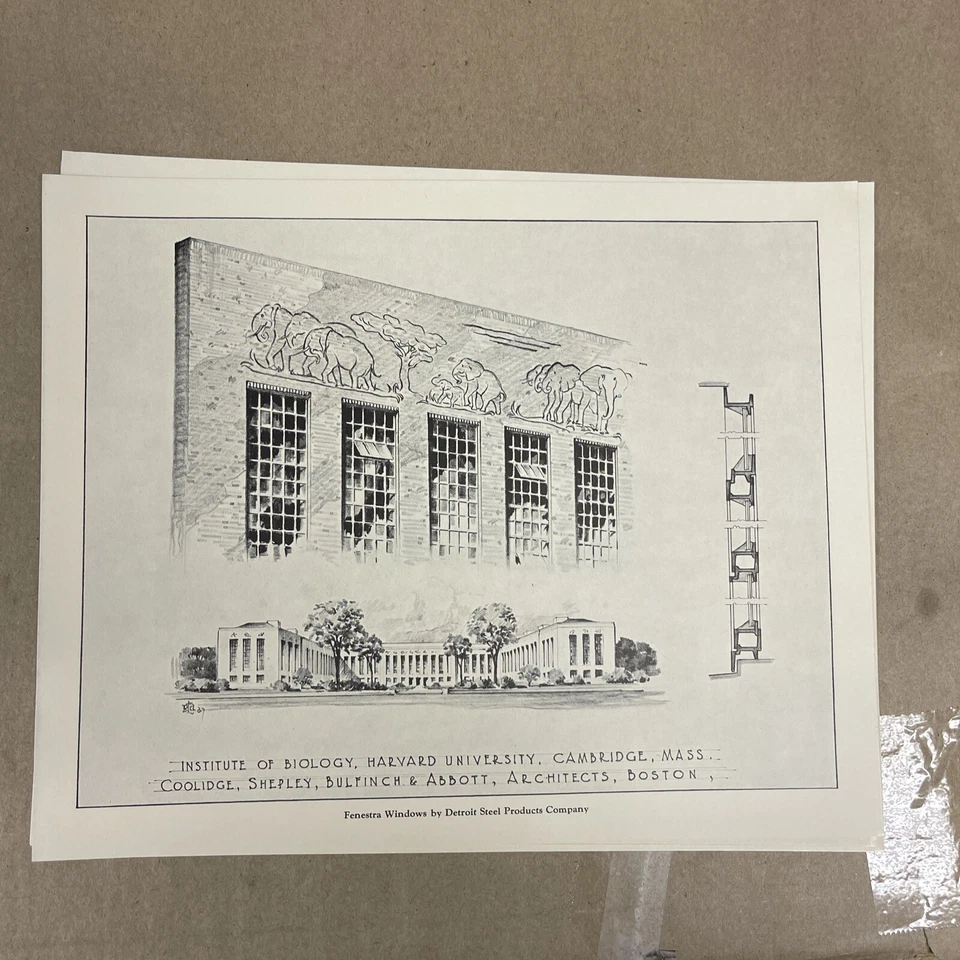 INSTITUTE OF BIOLOGY, HARVARD UNIVERSITY, CAMBRIDGE, MASS.
COOLIDGE, SHEPLEY, BULFINCH & ABBOTT, ARCHITECTS, BOSTON,
Fenestra Windows by Detroit Steel Products Company